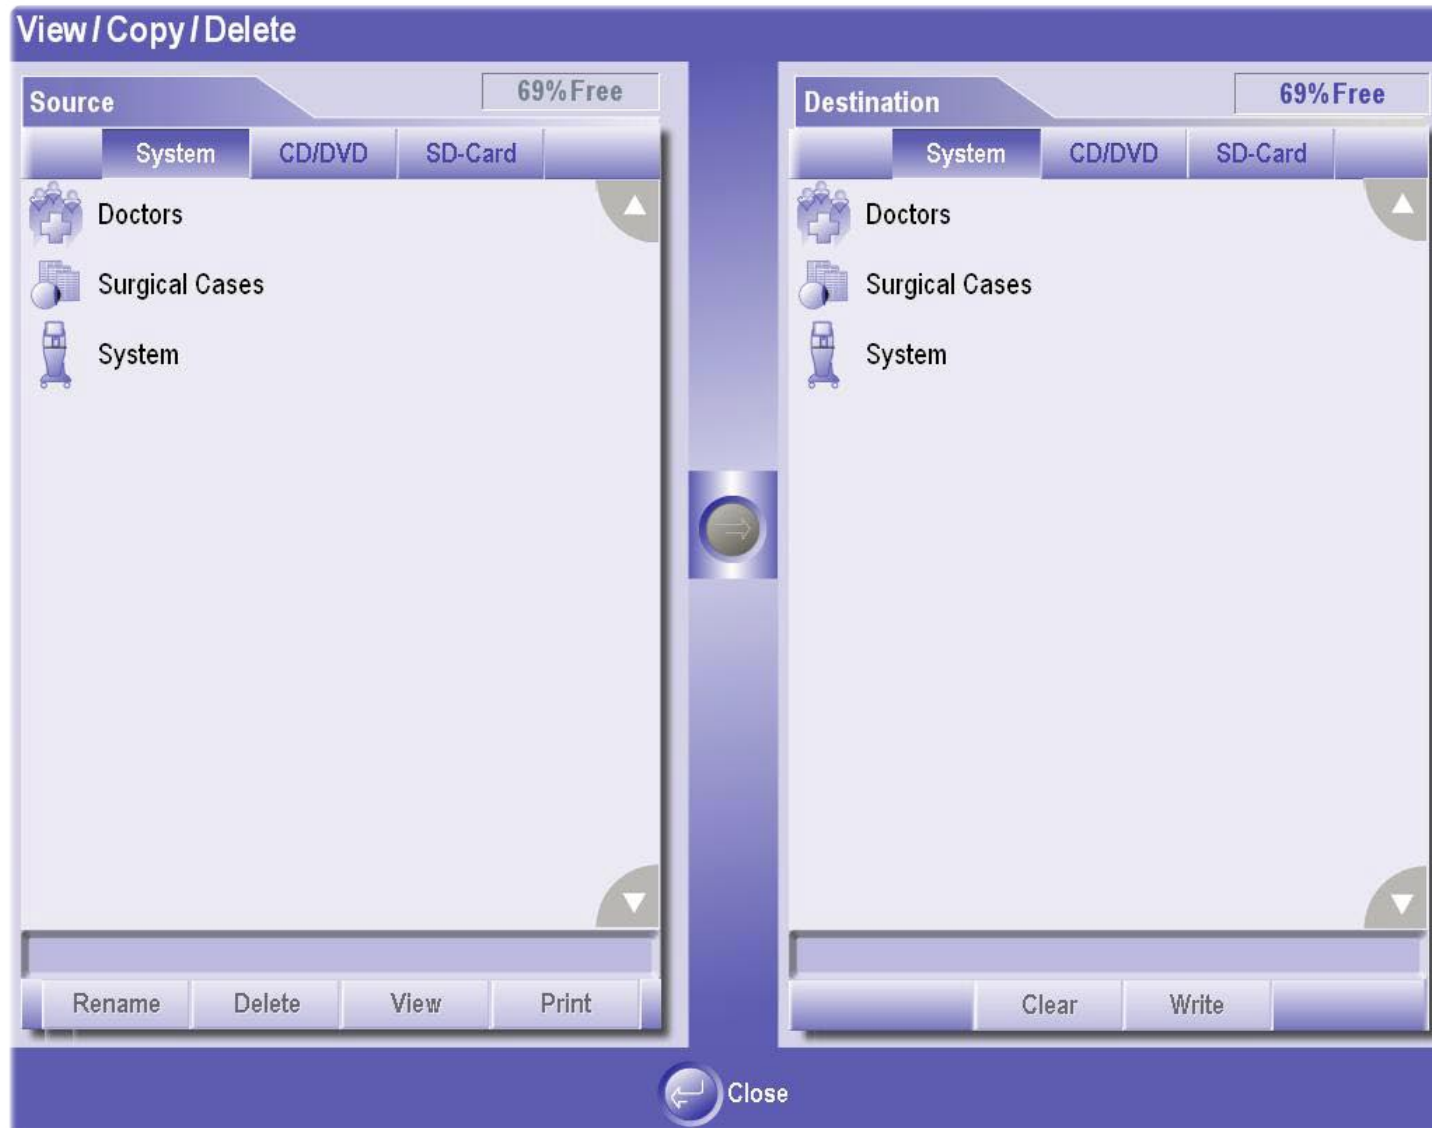 View / Copy / Delete
Source
69% Free
System
CD/DVD
SD-Card
Doctors
Surgical Cases
System
Rename
Delete
View
Print
Destination
69% Free
System
CD/DVD
SD-Card
Doctors
Surgical Cases
System
Clear
Write
Close